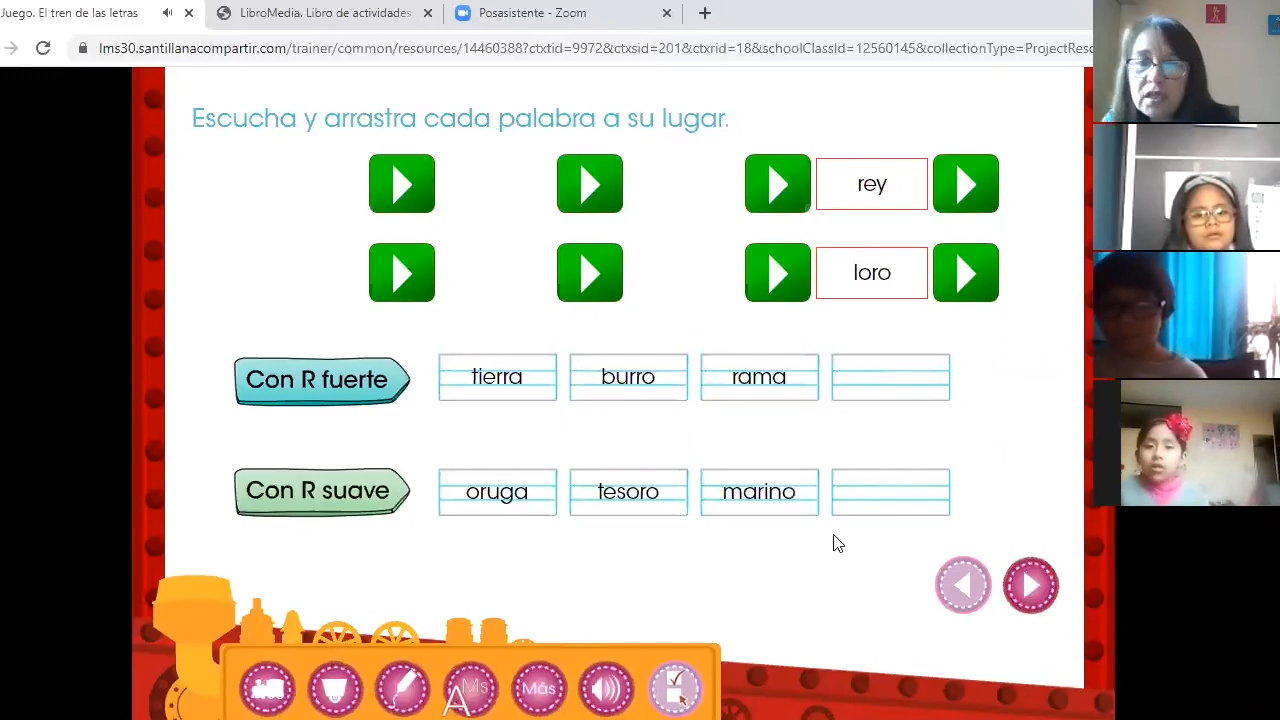 Juego. El tren de las letras
LibroMedia. Libro de actividades
Posasistente - Zoom
lms30.santillanacompartir.com/trainer/common/resources/14460388?ctxtid=9972&ctxsid=201&ctxrid=18&schoolClassId=12560145&collectionType=ProjectReso
Escucha y arrastra cada palabra a su lugar.
rey
loro
Con R fuerte
tierra
burro
rama
Con R suave
oruga
tesoro
marino
A Ms
Más